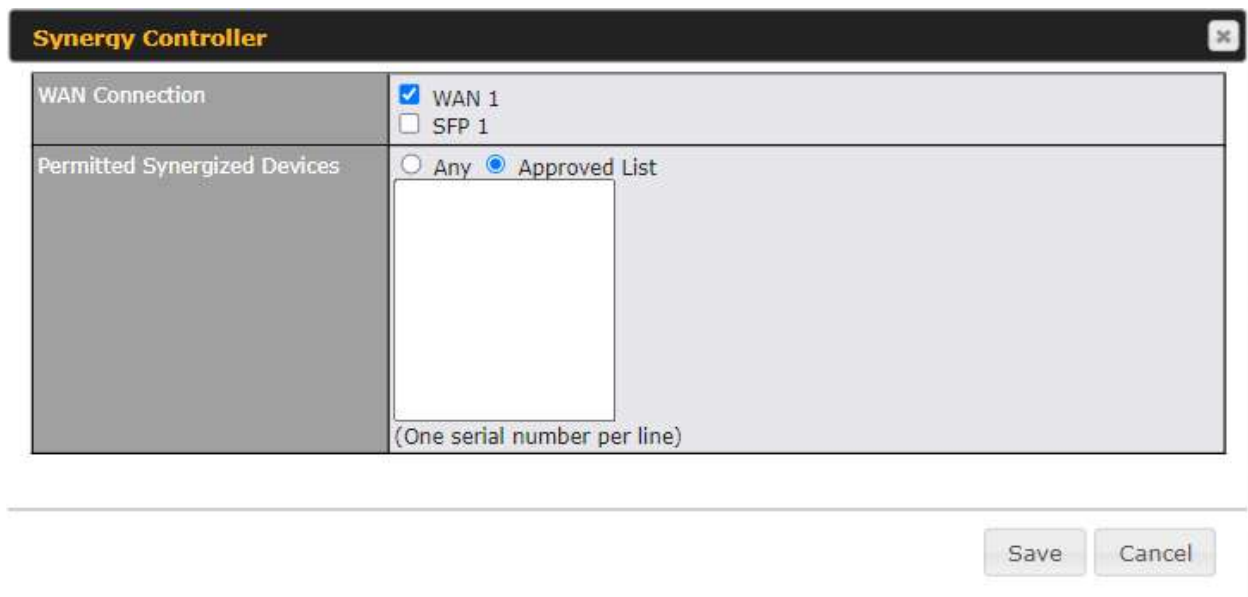 Synergy Controller
WAN Connection
WAN 1
SFP 1
Permitted Synergized Devices
Any Approved List
(One serial number per line)
Save Cancel